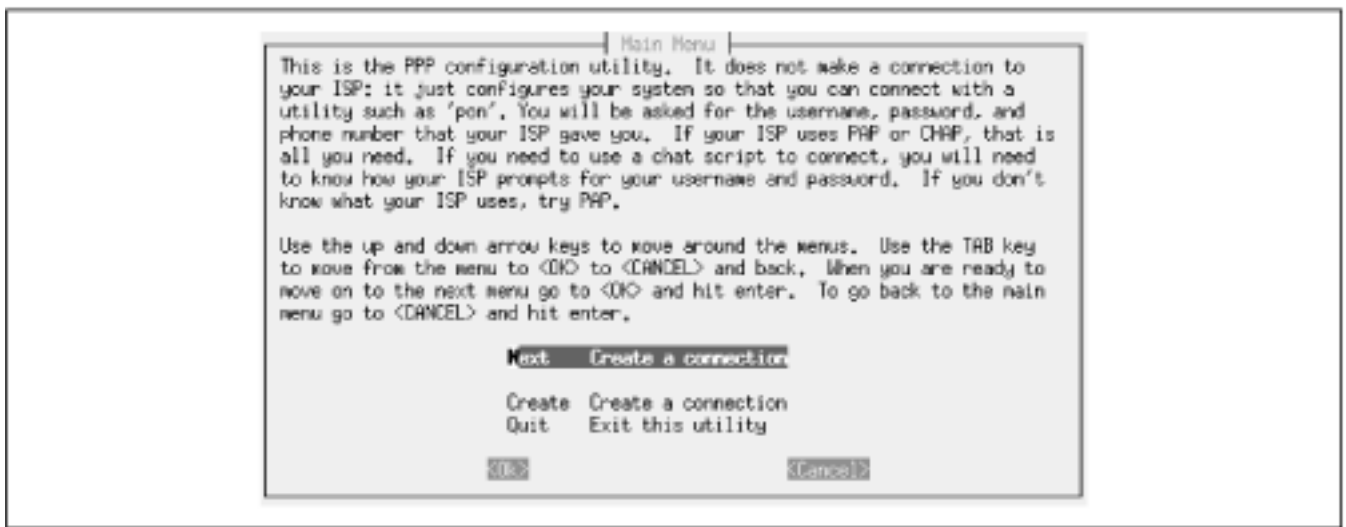 Main Menu
This is the PPP configuration utility. It does not make a connection to
your ISP: it just configures your system so that you can connect with a
utility such as 'pon'. You will be asked for the username, password, and
phone number that your ISP gave you. If your ISP uses PAP or CHAP, that is
all you need. If you need to use a chat script to connect, you will need
to know how your ISP prompts for your username and password. If you don't
know what your ISP uses, try PAP.
Use the up and down arrow keys to move around the menus. Use the TAB key
to move from the menu to <OK> to <CANCEL> and back. When you are ready to
move on to the next menu go to <OK> and hit enter. To go back to the main
menu go to <CANCEL> and hit enter.
Next Create a connection
Create Create a connection
Quit Exit this utility
<Ok> <Cancel>